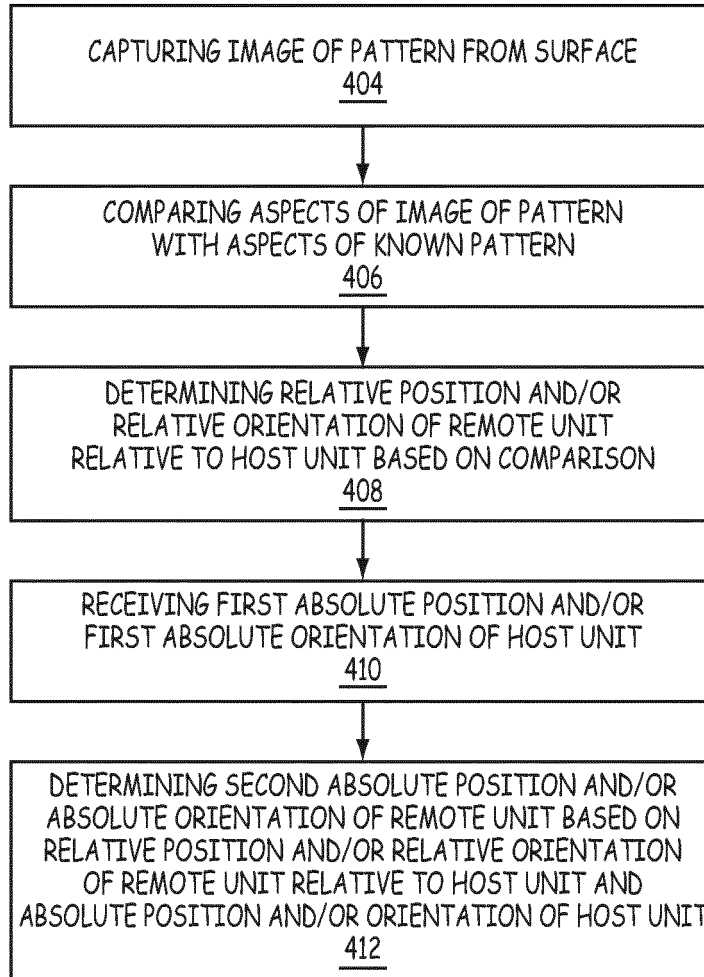 CAPTURING IMAGE OF PATTERN FROM SURFACE
404
COMPARING ASPECTS OF IMAGE OF PATTERN
WITH ASPECTS OF KNOWN PATTERN
406
DETERMINING RELATIVE POSITION AND/OR
RELATIVE ORIENTATION OF REMOTE UNIT
RELATIVE TO HOST UNIT BASED ON COMPARISON
408
RECEIVING FIRST ABSOLUTE POSITION AND/OR
FIRST ABSOLUTE ORIENTATION OF HOST UNIT
410
DETERMINING SECOND ABSOLUTE POSITION AND/OR
ABSOLUTE ORIENTATION OF REMOTE UNIT BASED ON
RELATIVE POSITION AND/OR RELATIVE ORIENTATION
OF REMOTE UNIT RELATIVE TO HOST UNIT AND
ABSOLUTE POSITION AND/OR ORIENTATION OF HOST UNIT
412